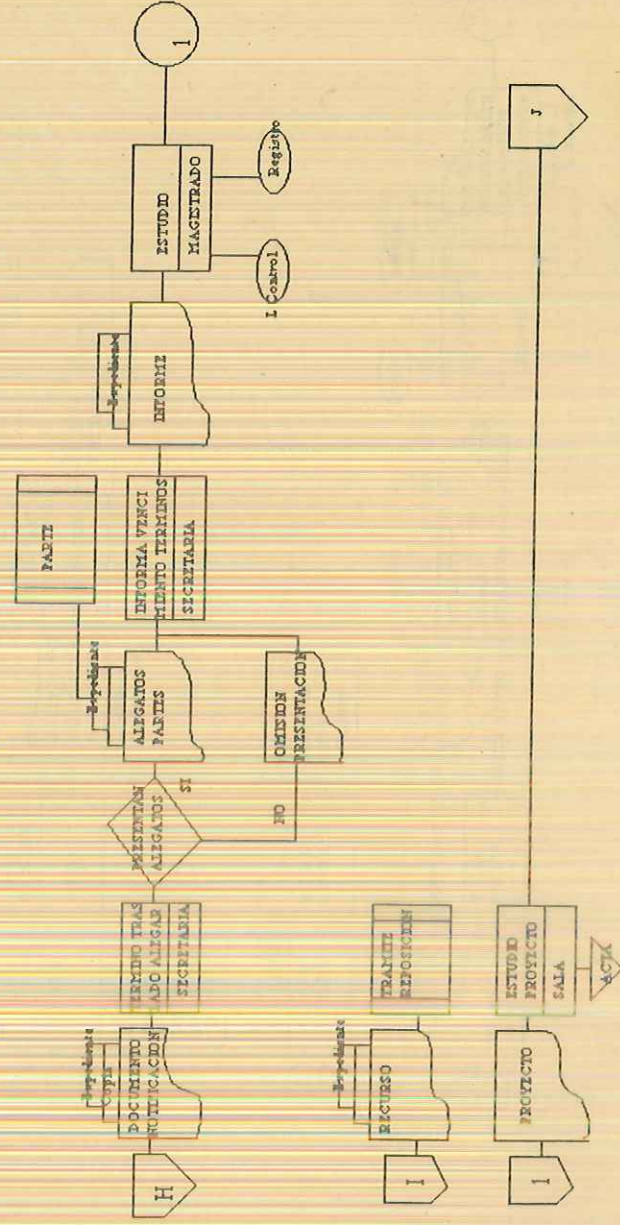 H
Expediente
Copia
DOCUMENTO
NOTIFICACION
TERMINO TRAS
LADO ALEGAR
SECRETARIA
PRESENTAN
ALEGATOS
SI
NO
Expediente
ALEGATOS
PARTES
OMISION
PRESENTACION
PARTE
INFORMA VENCI
MIENTO TERMINOS
SECRETARIA
Expediente
INFORME
ESTUDIO
MAGISTRADO
L Control
Registro
1
I
Expediente
RECURSO
TRAMITE
REPOSICION
1
PROYECTO
ESTUDIO
PROYECTO
SALA
ACTA
J